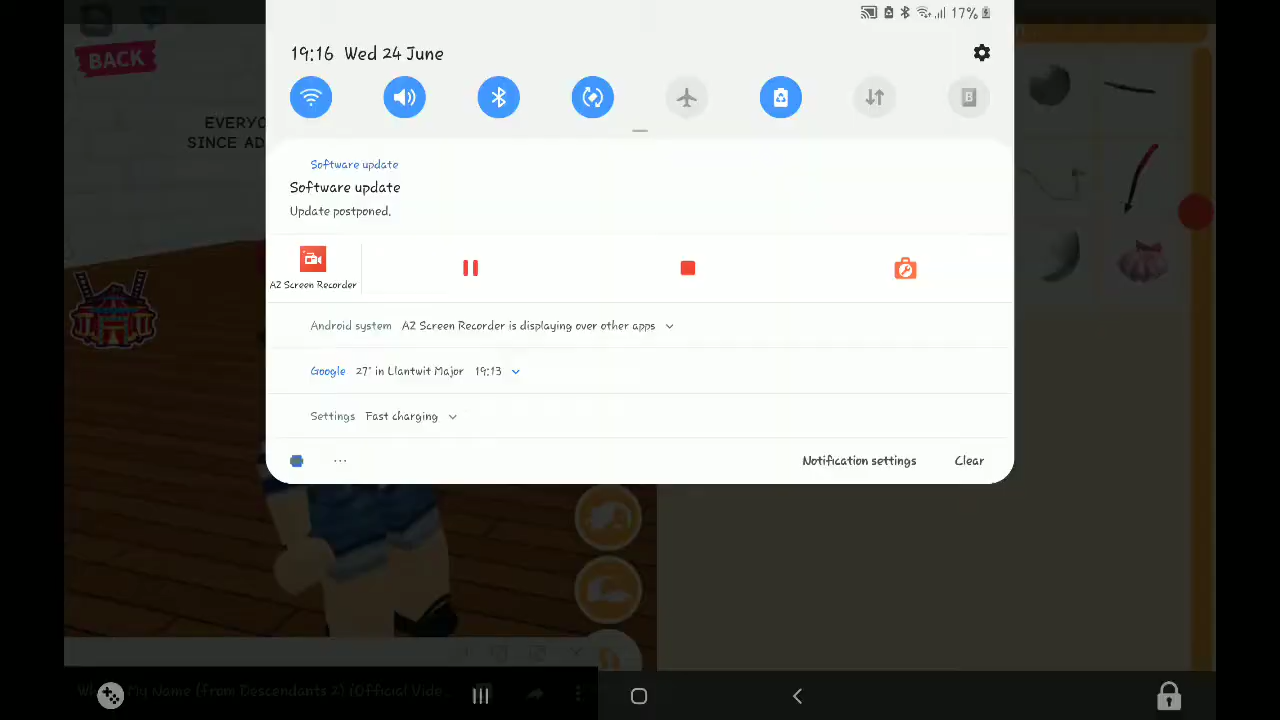 17%
19:16 Wed 24 June
BACK
EVERYO
SINCE AD
B
Software update
Software update
Update postponed.
AZ Screen Recorder
Android system AZ Screen Recorder is displaying over other apps
Google 27° in Llantwit Major 19:13
Settings Fast charging
Notification settings Clear
My Name (from Descendants 2) (Official Vide...